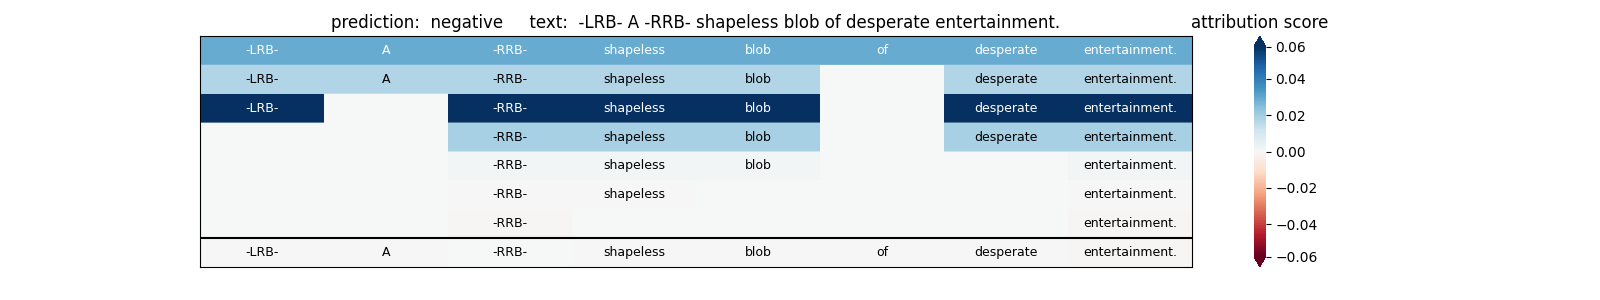 prediction: negative text: -LRB- A -RRB- shapeless blob of desperate entertainment. attribution score
-LRB- A -RRB- shapeless blob of desperate entertainment. 0.06
-LRB- A -RRB- shapeless blob desperate entertainment. 0.04
-LRB- -RRB- shapeless blob desperate entertainment. 0.02
-RRB- shapeless blob desperate entertainment.
-RRB- shapeless blob entertainment. 0.00
-RRB- shapeless entertainment. −0.02
-RRB- entertainment. −0.04
-LRB- A -RRB- shapeless blob of desperate entertainment. −0.06